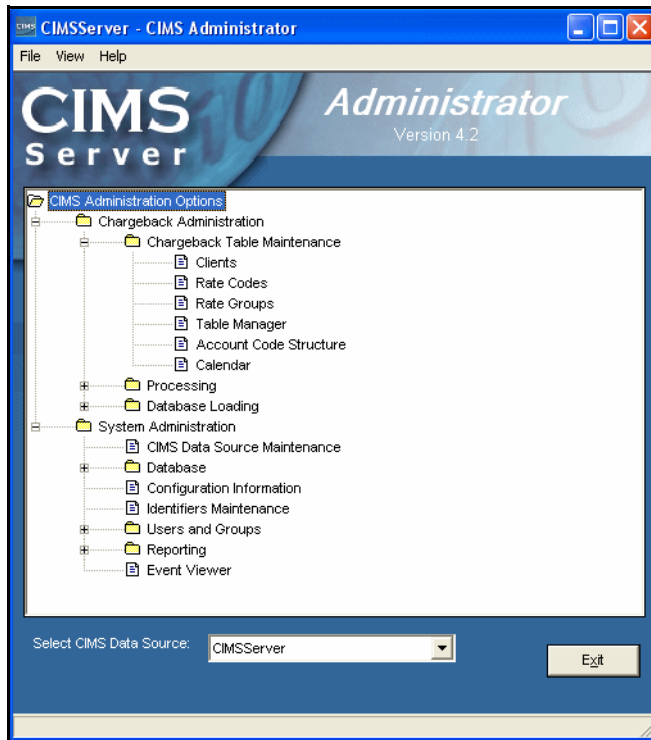 CIMS CIMSServer - CIMS Administrator
File View Help
CIMS Administrator
Version 4.2
Server
CIMS Administration Options
Chargeback Administration
Chargeback Table Maintenance
Clients
Rate Codes
Rate Groups
Table Manager
Account Code Structure
Calendar
Processing
Database Loading
System Administration
CIMS Data Source Maintenance
Database
Configuration Information
Identifiers Maintenance
Users and Groups
Reporting
Event Viewer
Select CIMS Data Source: CIMSServer
Exit